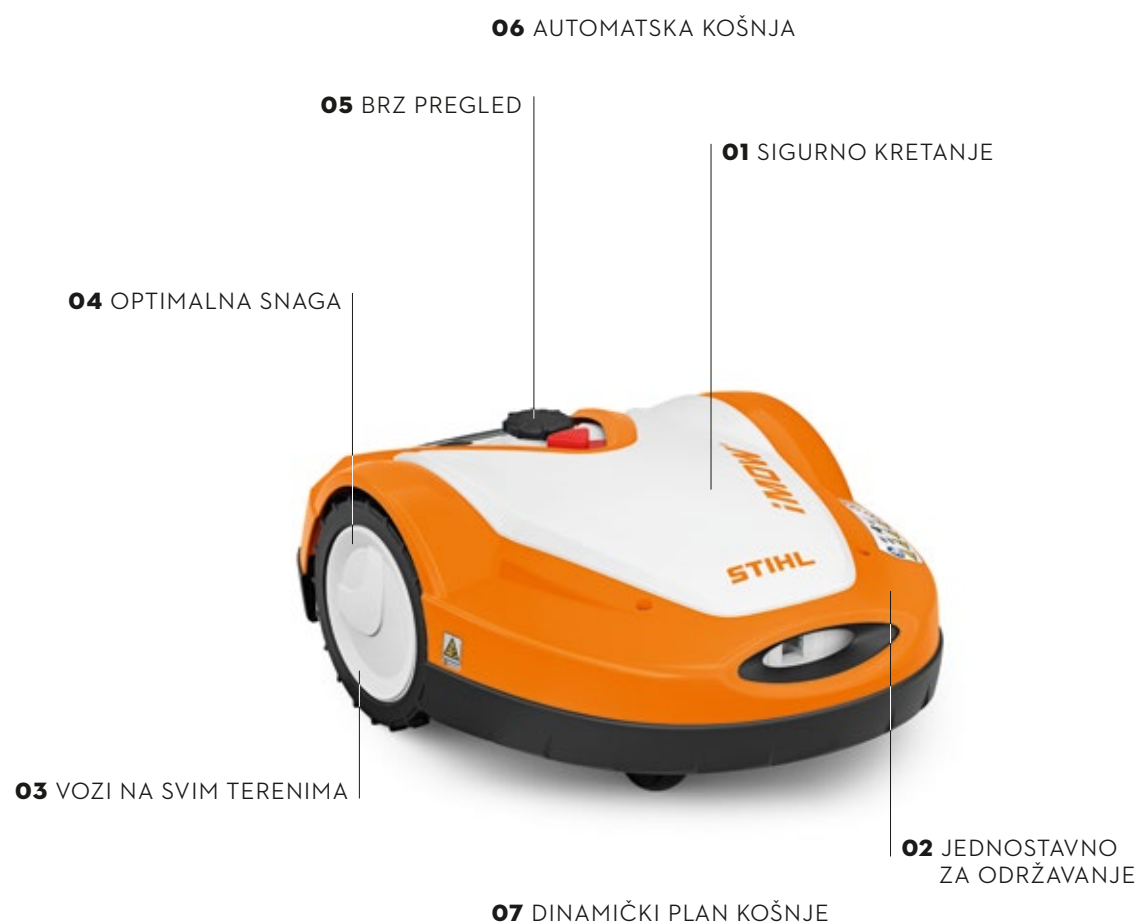 06 AUTOMATSKA KOŠNJA
05 BRZ PREGLED
01 SIGURNO KRETANJE
04 OPTIMALNA SNAGA
iMOW
STIHL
03 VOZI NA SVIM TERENIMA
02 JEDNOSTAVNO
ZA ODRŽAVANJE
07 DINAMIČKI PLAN KOŠNJE